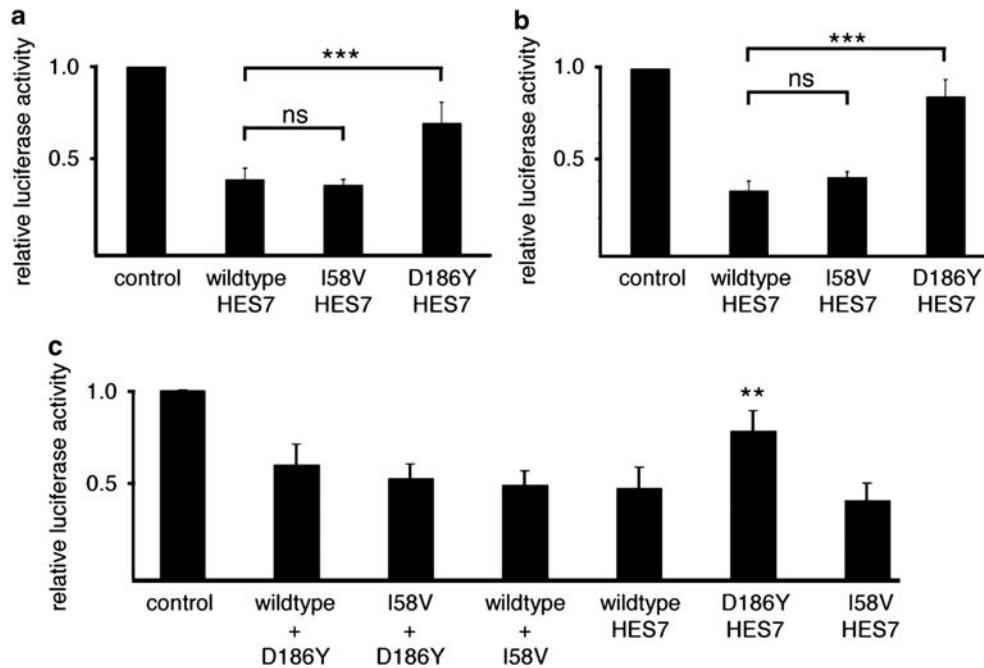 a
relative luciferase activity
1.0
0.5
***
ns
control
wildtype
HES7
I58V
HES7
D186Y
HES7
b
relative luciferase activity
1.0
0.5
***
ns
control
wildtype
HES7
I58V
HES7
D186Y
HES7
c
relative luciferase activity
1.0
0.5
**
control
wildtype
+
D186Y
I58V
+
D186Y
wildtype
+
I58V
wildtype
HES7
D186Y
HES7
I58V
HES7